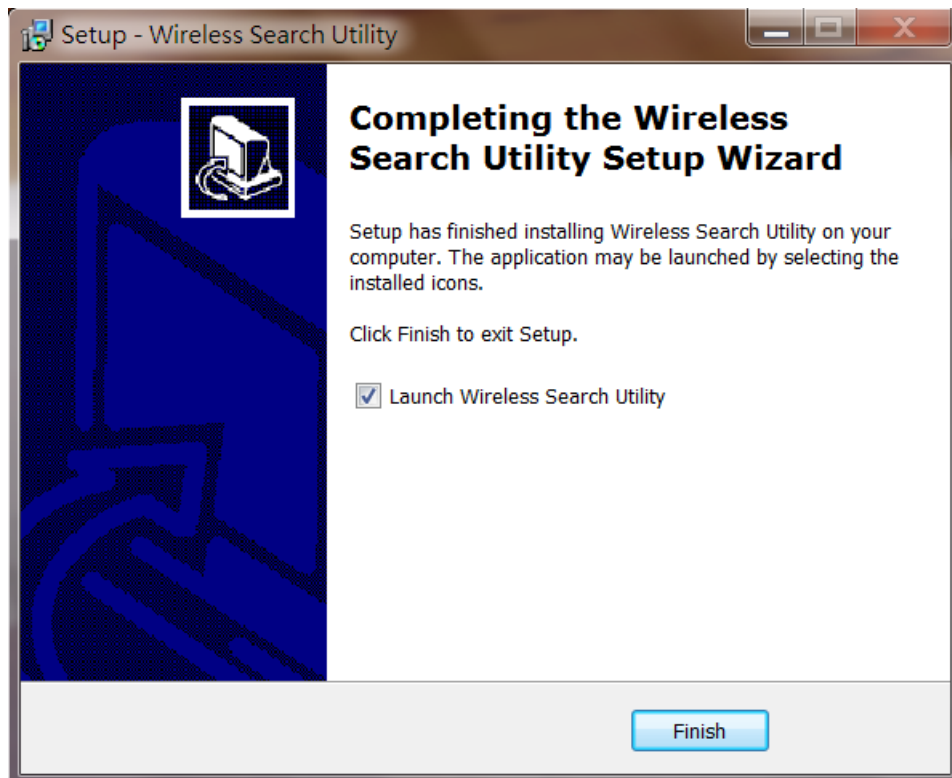 Setup - Wireless Search Utility
Completing the Wireless
Search Utility Setup Wizard
Setup has finished installing Wireless Search Utility on your
computer. The application may be launched by selecting the
installed icons.
Click Finish to exit Setup.
Launch Wireless Search Utility
Finish